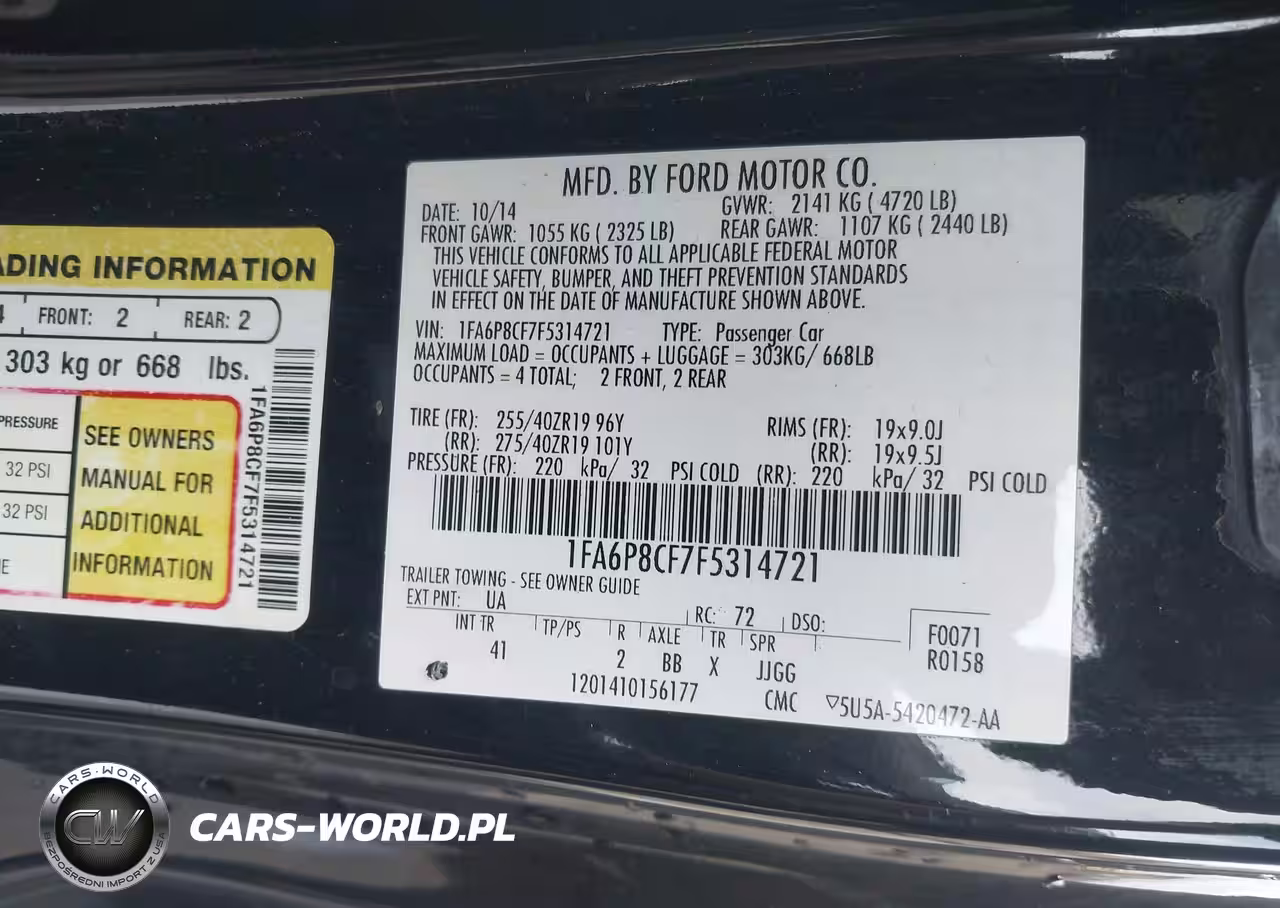 MFD. BY FORD MOTOR CO.
DATE: 10/14 GVWR: 2141 KG ( 4720 LB)
FRONT GAWR: 1055 KG ( 2325 LB) REAR GAWR: 1107 KG ( 2440 LB)
THIS VEHICLE CONFORMS TO ALL APPLICABLE FEDERAL MOTOR
VEHICLE SAFETY, BUMPER, AND THEFT PREVENTION STANDARDS
IN EFFECT ON THE DATE OF MANUFACTURE SHOWN ABOVE.
VIN: 1FA6P8CF7F5314721 TYPE: Passenger Car
MAXIMUM LOAD = OCCUPANTS + LUGGAGE = 303KG/ 668LB
OCCUPANTS = 4 TOTAL; 2 FRONT, 2 REAR
TIRE (FR): 255/40ZR19 96Y RIMS (FR): 19x9.0J
(RR): 275/40ZR19 101Y (RR): 19x9.5J
PRESSURE (FR): 220 kPa/ 32 PSI COLD (RR): 220 kPa/ 32 PSI COLD
1FA6P8CF7F5314721
TRAILER TOWING - SEE OWNER GUIDE
EXT PNT: UA RC: 72 DSO:
INT TR TP/PS R AXLE TR SPR
41 2 BB X JJGG
F0071
R0158
1201410156177 CMC ▽5U5A-5420472-AA
ADING INFORMATION
4 FRONT: 2 REAR: 2
303 kg or 668 lbs.
PRESSURE
32 PSI
32 PSI
E
SEE OWNERS
MANUAL FOR
ADDITIONAL
INFORMATION
1FA6P8CF7F5314721
CARS-WORLD
CW
BEZPOŚREDNI IMPORT Z USA
CARS-WORLD.PL